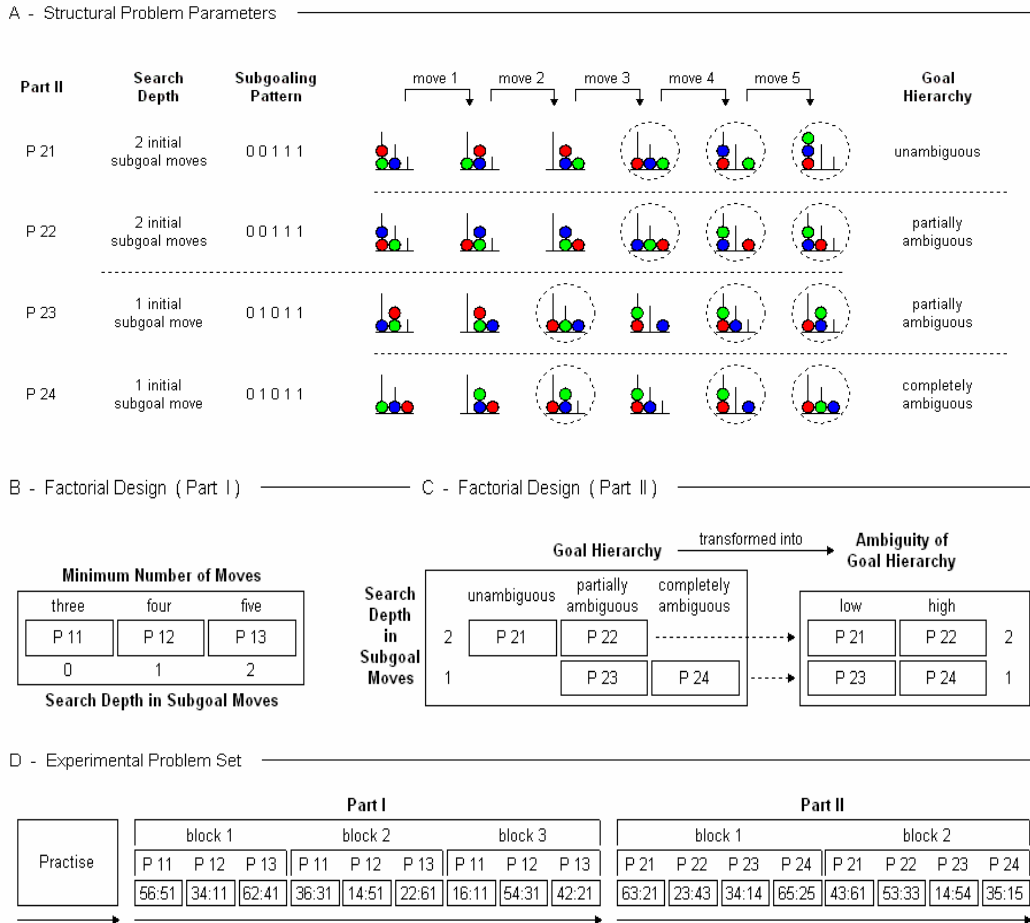 A - Structural Problem Parameters
Part II Search Depth Subgoaling Pattern move 1 move 2 move 3 move 4 move 5 Goal Hierarchy
P 21 2 initial subgoal moves 0 0 1 1 1 unambiguous
P 22 2 initial subgoal moves 0 0 1 1 1 partially ambiguous
P 23 1 initial subgoal move 0 1 0 1 1 partially ambiguous
P 24 1 initial subgoal move 0 1 0 1 1 completely ambiguous
B - Factorial Design ( Part I )
Minimum Number of Moves
three four five
P 11 P 12 P 13
0 1 2
Search Depth in Subgoal Moves
C - Factorial Design ( Part II )
Goal Hierarchy transformed into Ambiguity of Goal Hierarchy
Search Depth in Subgoal Moves
unambiguous partially ambiguous completely ambiguous
low high
2 P 21 P 22 P 21 P 22 2
1 P 23 P 24 P 23 P 24 1
D - Experimental Problem Set
Part I Part II
Practise
block 1 block 2 block 3 block 1 block 2
P 11 P 12 P 13 P 11 P 12 P 13 P 11 P 12 P 13 P 21 P 22 P 23 P 24 P 21 P 22 P 23 P 24
56:51 34:11 62:41 36:31 14:51 22:61 16:11 54:31 42:21 63:21 23:43 34:14 65:25 43:61 53:33 14:54 35:15